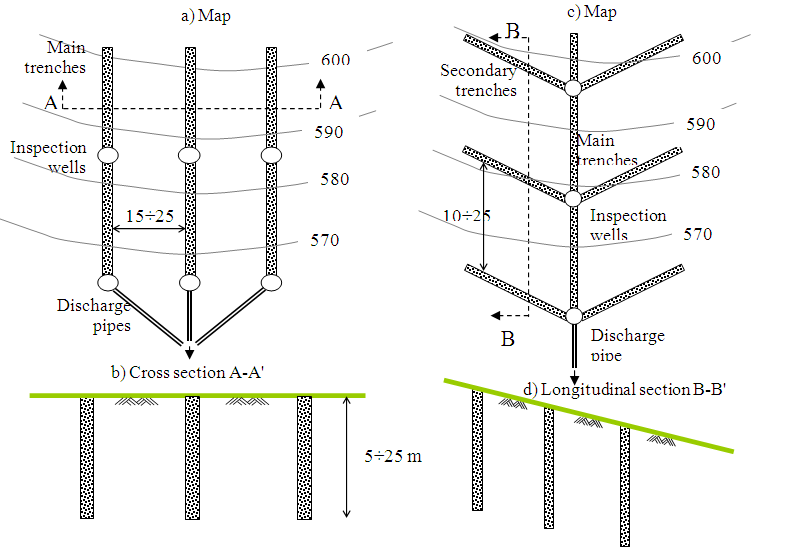 a) Map
Main
trenches
600
A
A
590
Inspection
wells
580
15÷25
570
Discharge
pipes
b) Cross section A-A'
5÷25 m
c) Map
B
600
Secondary
trenches
590
Main
trenches
580
10÷25
Inspection
wells
570
B
Discharge
pipe
d) Longitudinal section B-B'